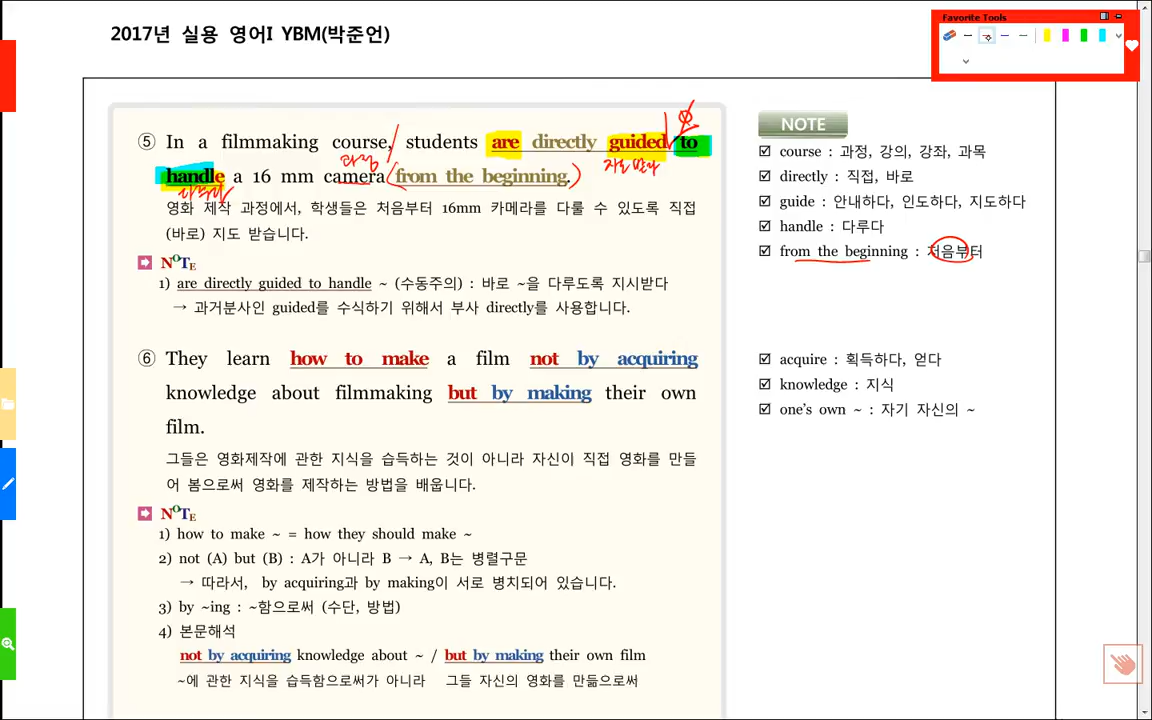 2017년 실용 영어I YBM(박준언)
Favorite Tools
⑤ In a filmmaking course, students are directly guided to
과정
지도받다
handle a 16 mm camera (from the beginning.)
다루다
영화 제작 과정에서, 학생들은 처음부터 16mm 카메라를 다룰 수 있도록 직접
(바로) 지도 받습니다.
NOTE
1) are directly guided to handle ~ (수동주의) : 바로 ~을 다루도록 지시받다
→ 과거분사인 guided를 수식하기 위해서 부사 directly를 사용합니다.
⑥ They learn how to make a film not by acquiring
knowledge about filmmaking but by making their own
film.
그들은 영화제작에 관한 지식을 습득하는 것이 아니라 자신이 직접 영화를 만들
어 봄으로써 영화를 제작하는 방법을 배웁니다.
NOTE
1) how to make ~ = how they should make ~
2) not (A) but (B) : A가 아니라 B → A, B는 병렬구문
→ 따라서, by acquiring과 by making이 서로 병치되어 있습니다.
3) by ~ing : ~함으로써 (수단, 방법)
4) 본문해석
not by acquiring knowledge about ~ / but by making their own film
~에 관한 지식을 습득함으로써가 아니라 그들 자신의 영화를 만듦으로써
NOTE
☑ course : 과정, 강의, 강좌, 과목
☑ directly : 직접, 바로
☑ guide : 안내하다, 인도하다, 지도하다
☑ handle : 다루다
☑ from the beginning : 처음부터
☑ acquire : 획득하다, 얻다
☑ knowledge : 지식
☑ one's own ~ : 자기 자신의 ~